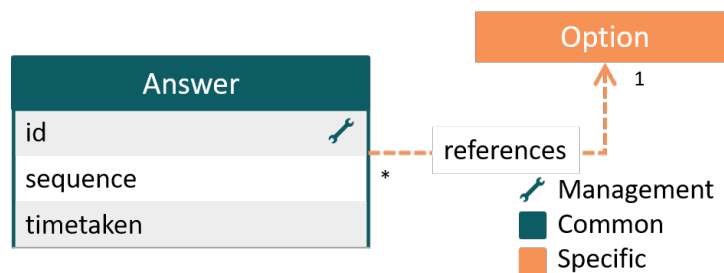 Option
Answer
1
id
references
sequence
*
Management
timetaken
Common
Specific